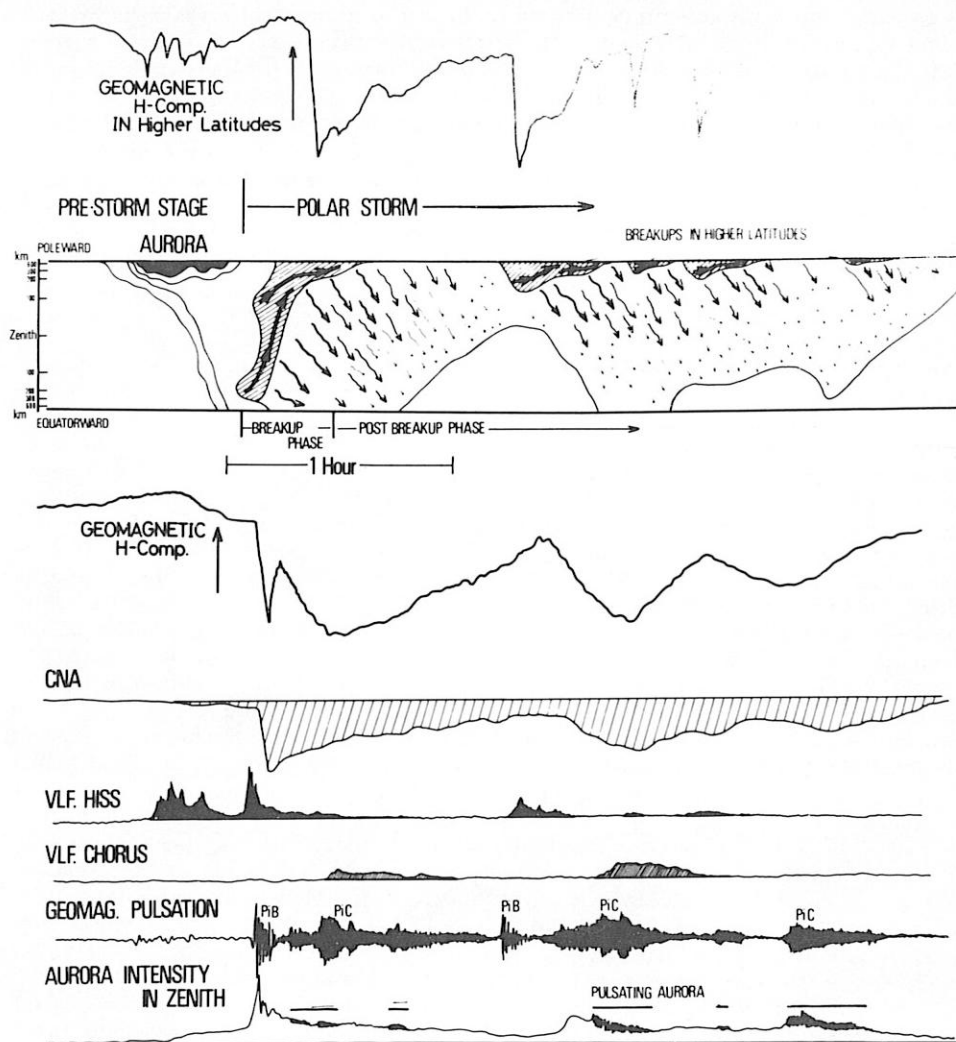 GEOMAGNETIC
H-Comp.
IN Higher Latitudes
PRE-STORM STAGE
POLAR STORM
BREAKUPS IN HIGHER LATITUDES
km
POLEWARD
AURORA
Zenith
km
EQUATORWARD
BREAKUP
PHASE
POST BREAKUP PHASE
1 Hour
GEOMAGNETIC
H-Comp.
CNA
VLF. HISS
VLF. CHORUS
GEOMAG. PULSATION
PiB
PiC
PiB
PiC
PiC
AURORA INTENSITY
IN ZENITH
PULSATING AURORA